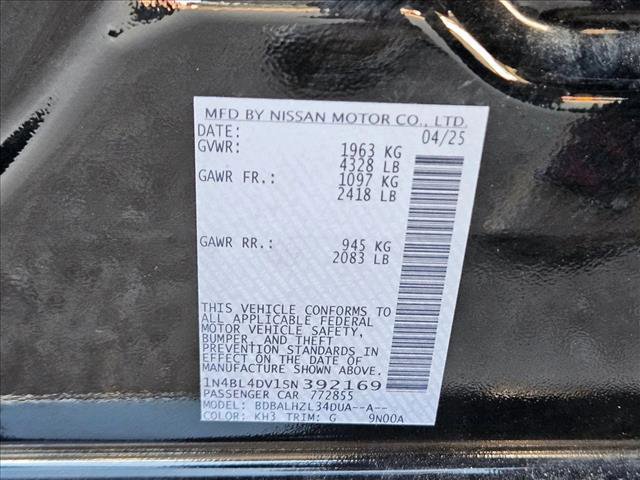 MFD BY NISSAN MOTOR CO., LTD.
DATE: 04/25
GVWR: 1963 KG
4328 LB
GAWR FR.: 1097 KG
2418 LB
GAWR RR.: 945 KG
2083 LB
THIS VEHICLE CONFORMS TO
ALL APPLICABLE FEDERAL
MOTOR VEHICLE SAFETY,
BUMPER, AND THEFT
PREVENTION STANDARDS IN
EFFECT ON THE DATE OF
MANUFACTURE SHOWN ABOVE.
1N4BL4DV1SN392169
PASSENGER CAR 772855
MODEL: BDBALHZL34DUA--A--
COLOR: KH3 TRIM: G 9N00A